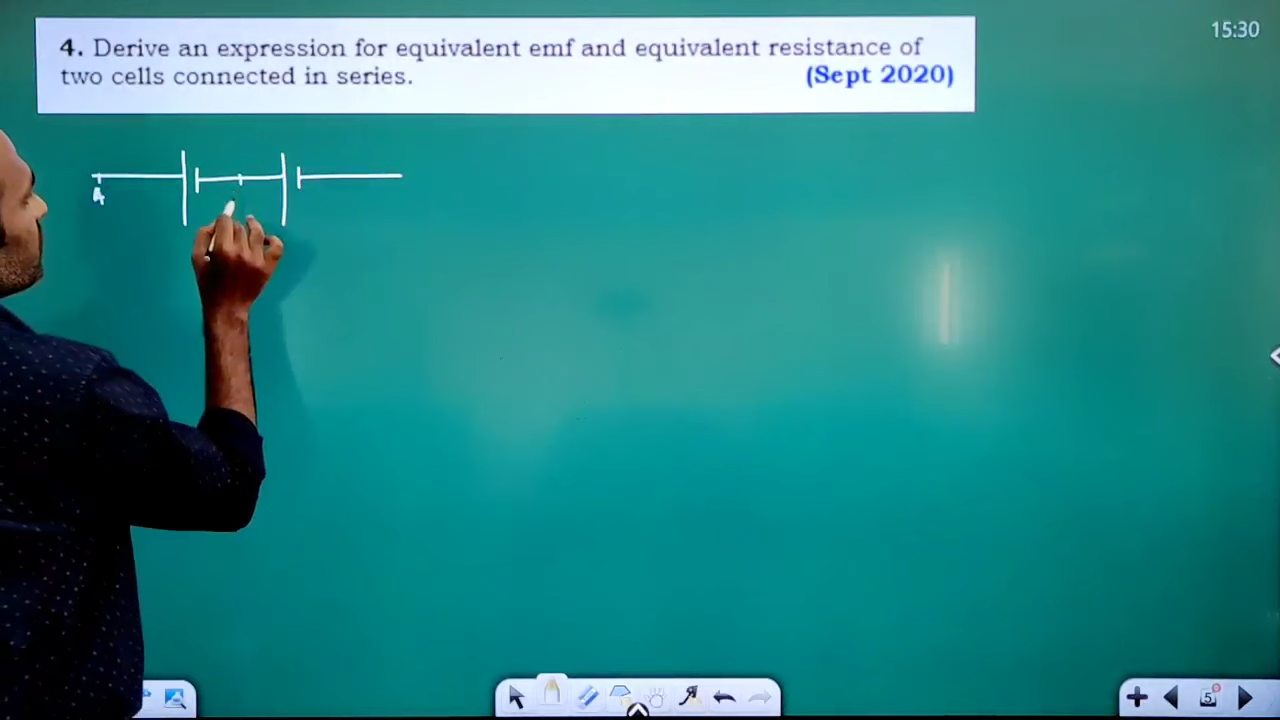 15:30
4. Derive an expression for equivalent emf and equivalent resistance of
two cells connected in series. (Sept 2020)
A
5